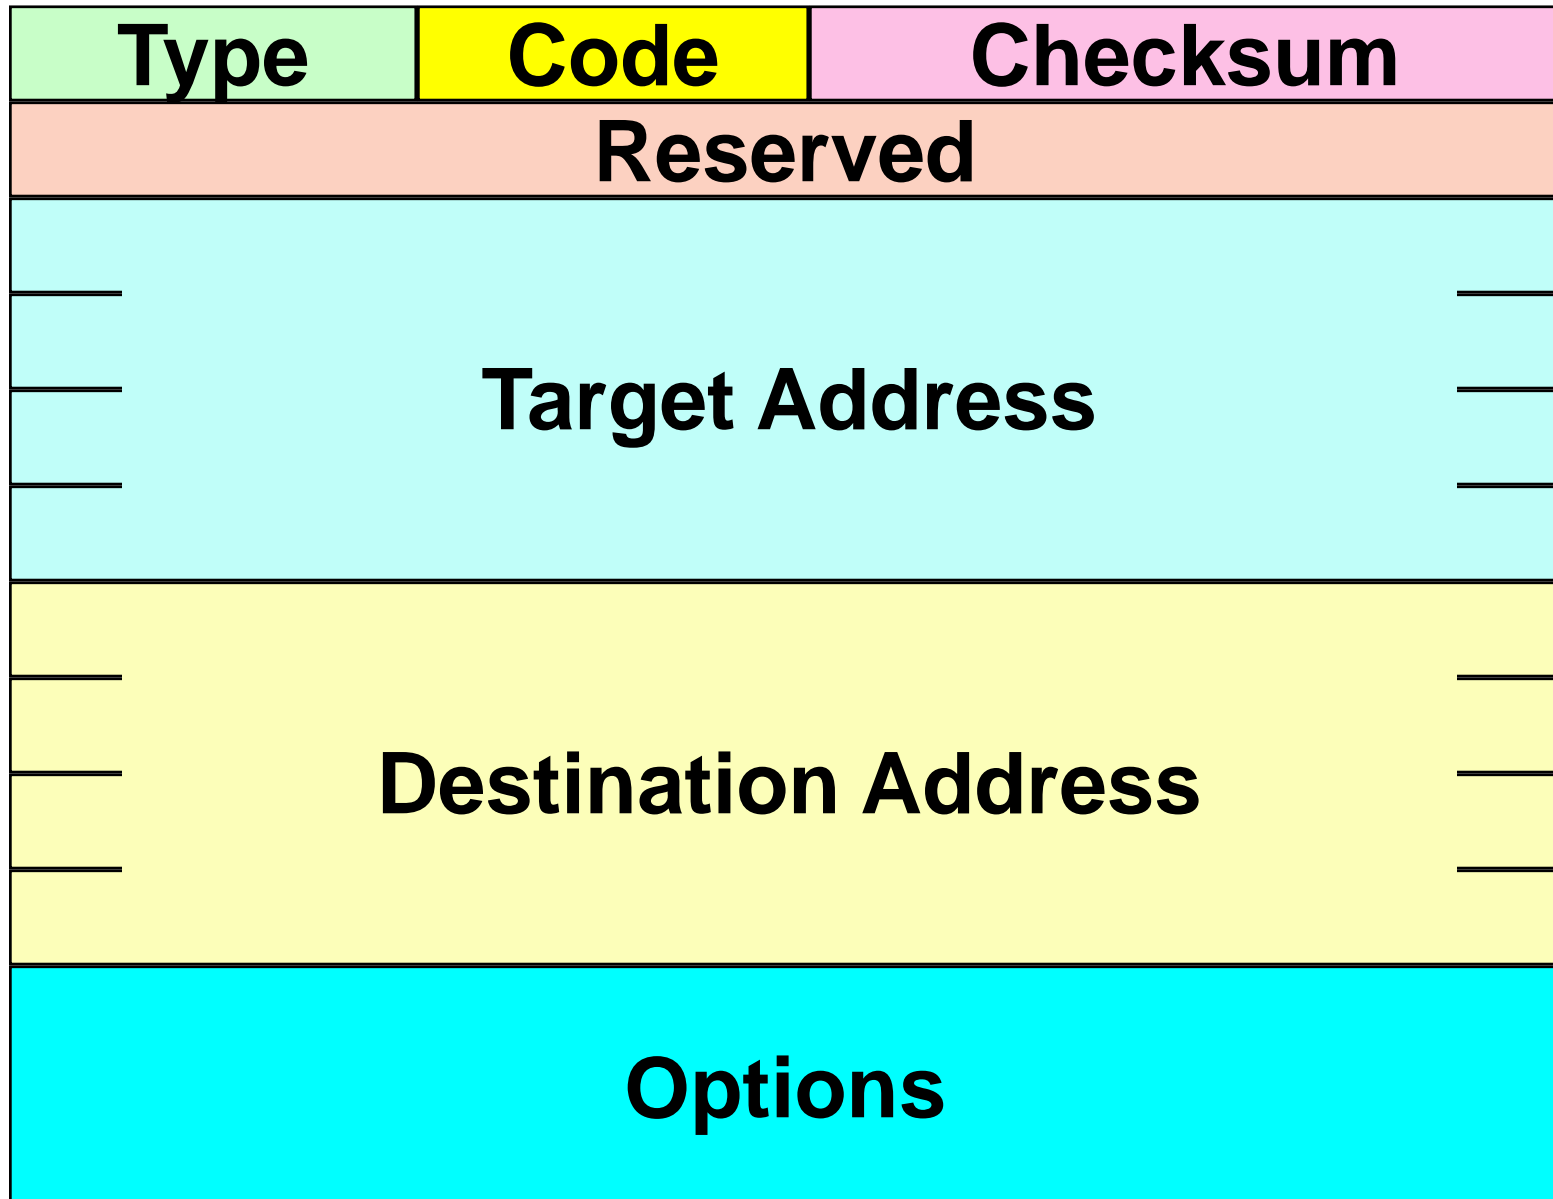 Type Code Checksum
Reserved
Target Address
Destination Address
Options